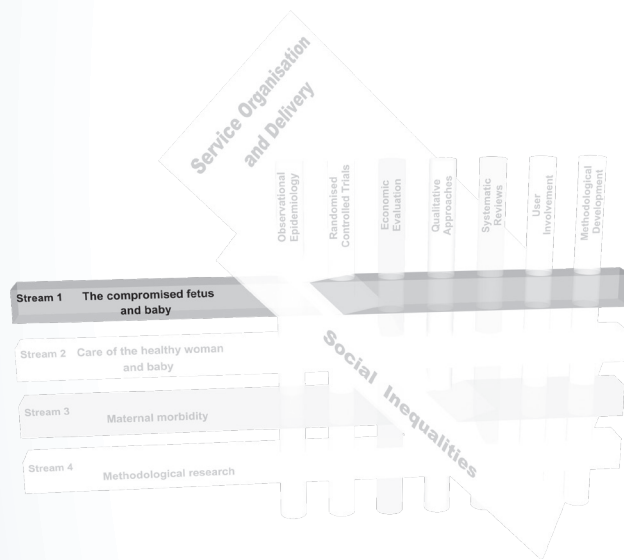 Service Organisation
and Delivery
Observational
Epidemiology
Randomised
Controlled Trials
Economic
Evaluation
Qualitative
Approaches
Systematic
Reviews
User
Involvement
Methodological
Development
Stream 1 The compromised fetus
and baby
Stream 2 Care of the healthy woman
and baby
Stream 3 Maternal morbidity
Stream 4 Methodological research
Social Inequalities